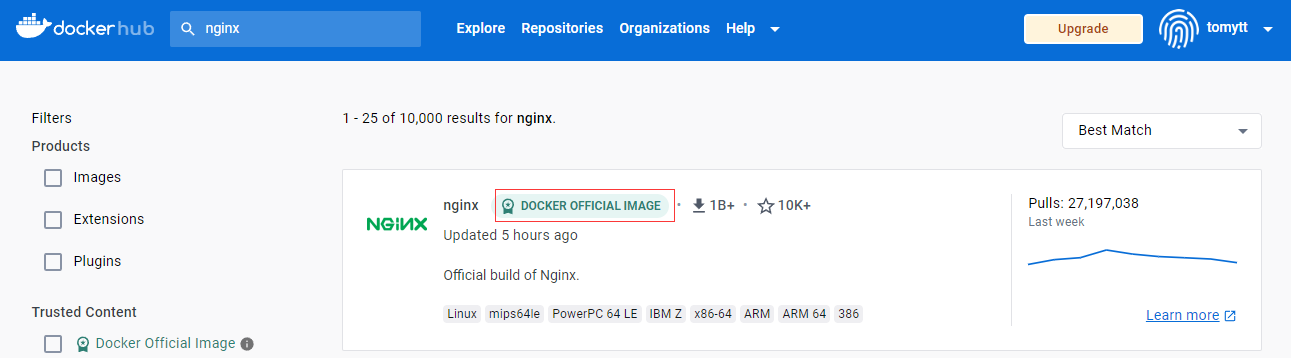 dockerhub nginx Explore Repositories Organizations Help Upgrade tomytt
Filters
1 - 25 of 10,000 results for nginx.
Best Match
Products
Images
Extensions
Plugins
Trusted Content
Docker Official Image
NGINX
nginx DOCKER OFFICIAL IMAGE • 1B+ • 10K+
Updated 5 hours ago
Official build of Nginx.
Linux mips64le PowerPC 64 LE IBM Z x86-64 ARM ARM 64 386
Pulls: 27,197,038
Last week
Learn more